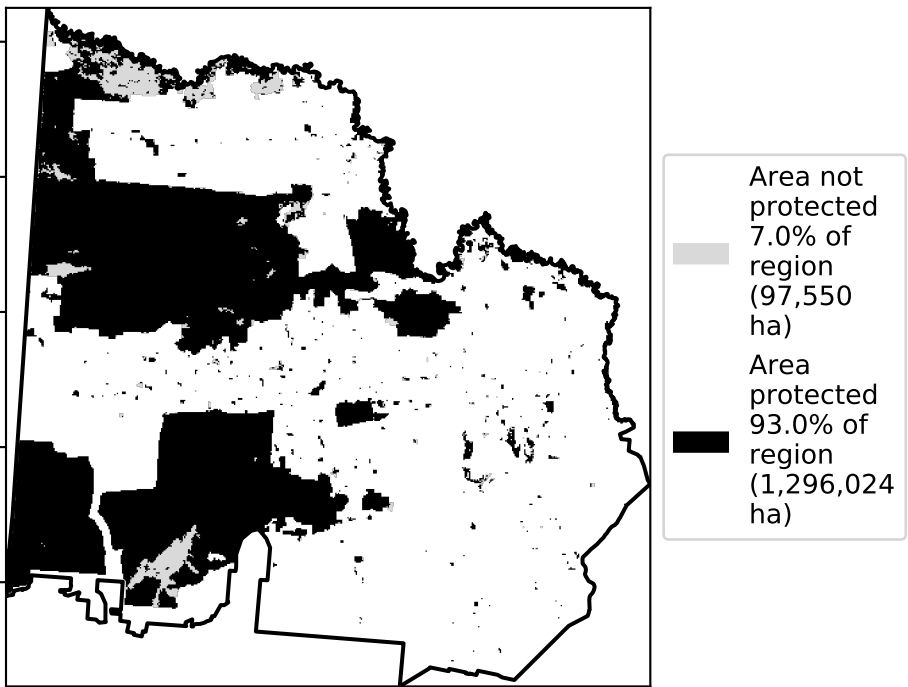 Area not
protected
7.0% of
region
(97,550
ha)
Area
protected
93.0% of
region
(1,296,024
ha)